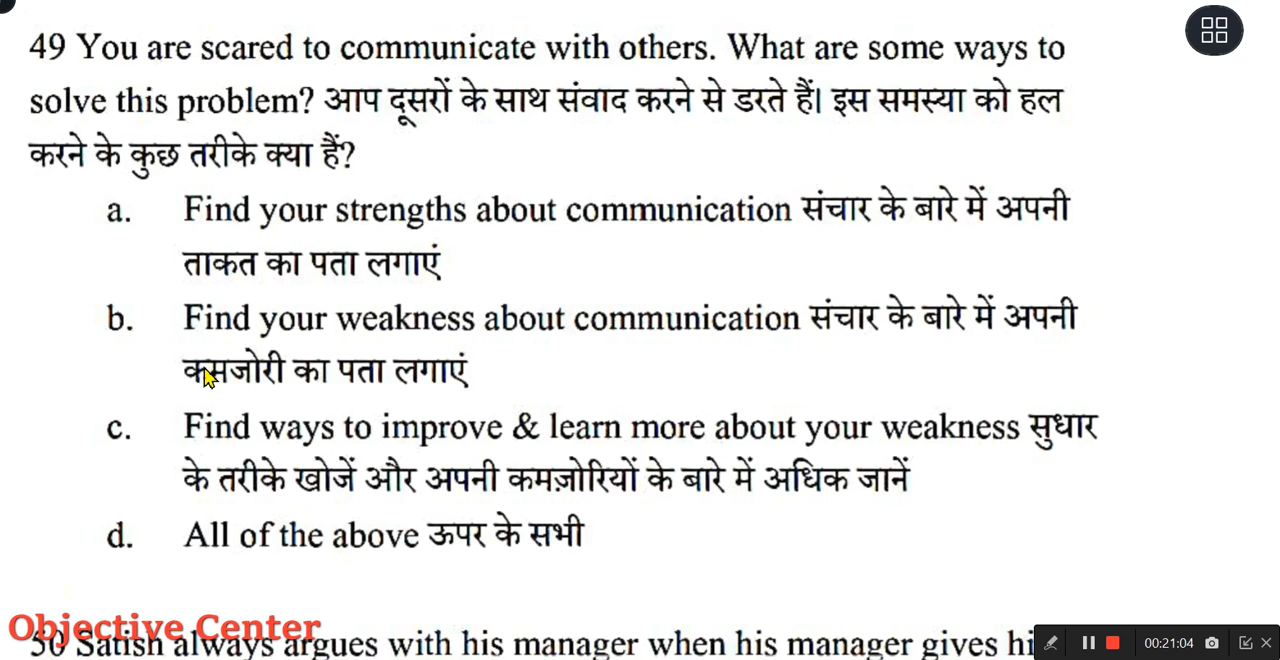 49 You are scared to communicate with others. What are some ways to
solve this problem? आप दूसरों के साथ संवाद करने से डरते हैं। इस समस्या को हल
करने के कुछ तरीके क्या हैं?
a. Find your strengths about communication संचार के बारे में अपनी
ताकत का पता लगाएं
b. Find your weakness about communication संचार के बारे में अपनी
कमजोरी का पता लगाएं
c. Find ways to improve & learn more about your weakness सुधार
के तरीके खोजें और अपनी कमज़ोरियों के बारे में अधिक जानें
d. All of the above ऊपर के सभी
Objective Center
50 Satish always argues with his manager when his manager gives hi
00:21:04